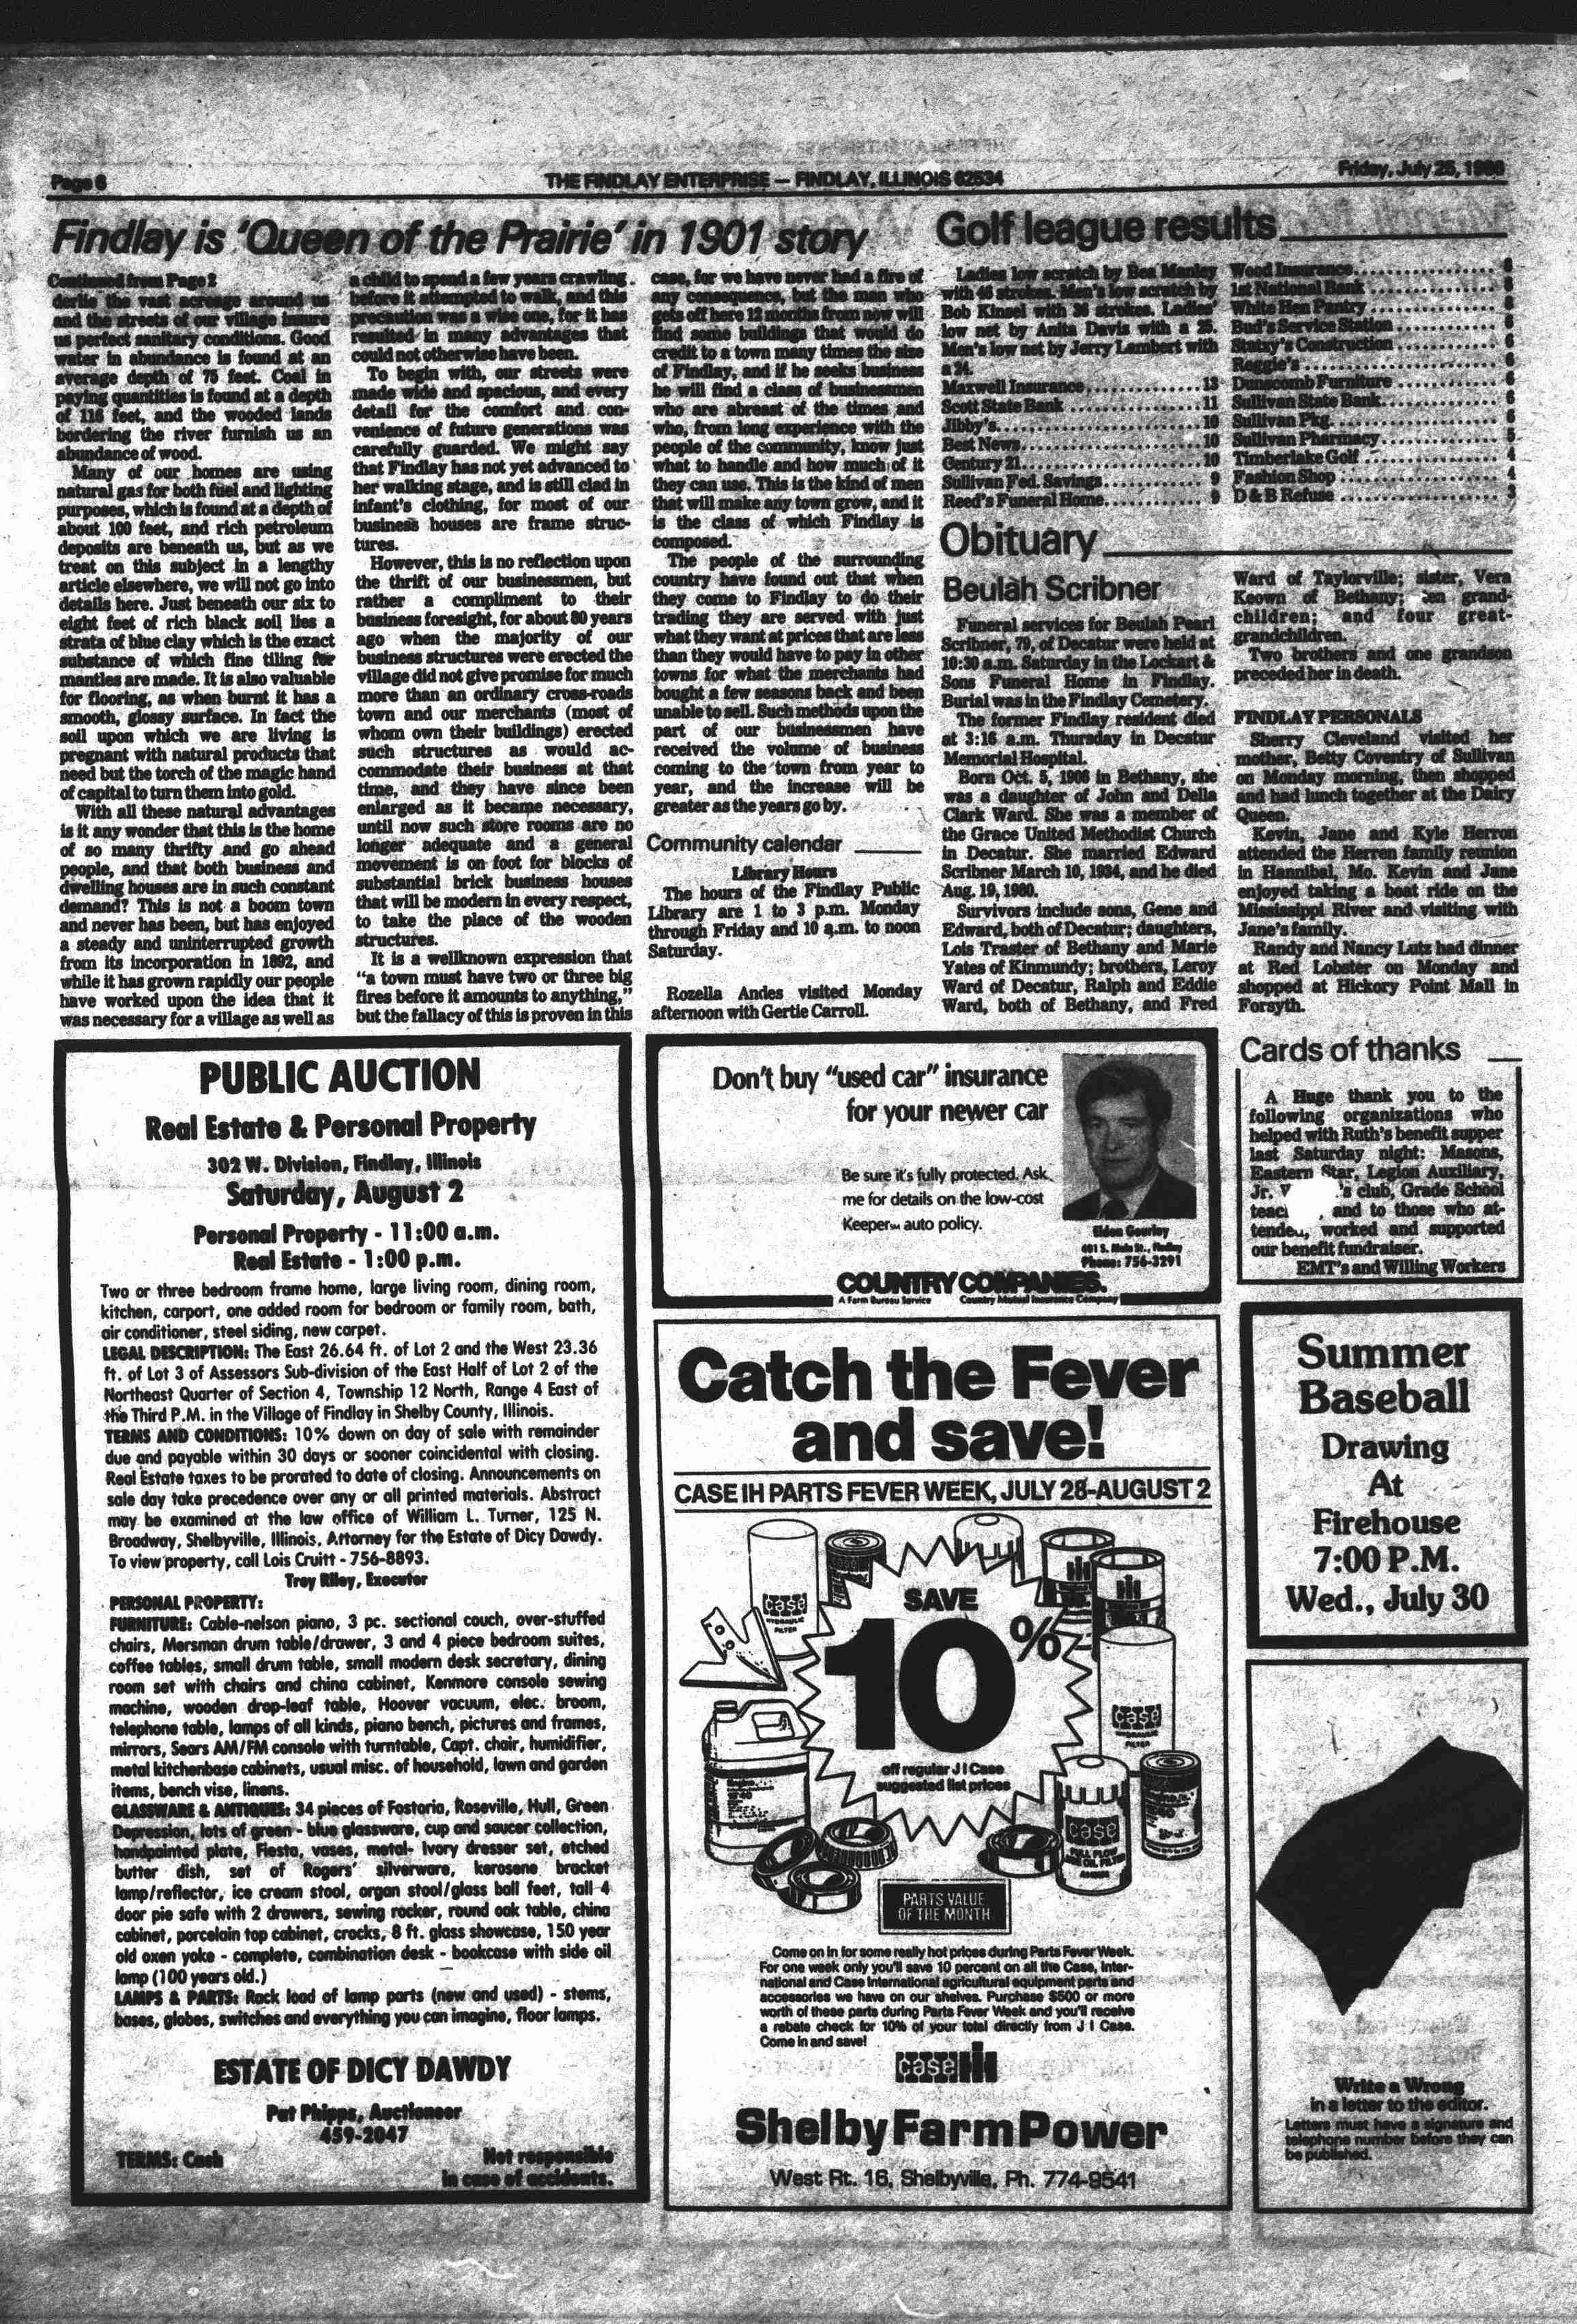 Page 6
THE FINDLAY ENTERPRISE — FINDLAY, ILLINOIS 62534
Friday, July 25, 1986
Findlay is 'Queen of the Prairie' in 1901 story
Continued from Page 2
derlie the vast acreage around us
and the streets of our village insure
us perfect sanitary conditions. Good
water in abundance is found at an
average depth of 75 feet. Coal in
paying quantities is found at a depth
of 116 feet, and the wooded lands
bordering the river furnish us an
abundance of wood.
Many of our homes are using
natural gas for both fuel and lighting
purposes, which is found at a depth of
about 100 feet, and rich petroleum
deposits are beneath us, but as we
treat on this subject in a lengthy
article elsewhere, we will not go into
details here. Just beneath our six to
eight feet of rich black soil lies a
strata of blue clay which is the exact
substance of which fine tiling for
mantles are made. It is also valuable
for flooring, as when burnt it has a
smooth, glossy surface. In fact the
soil upon which we are living is
pregnant with natural products that
need but the torch of the magic hand
of capital to turn them into gold.
With all these natural advantages
is it any wonder that this is the home
of so many thrifty and go ahead
people, and that both business and
dwelling houses are in such constant
demand? This is not a boom town
and never has been, but has enjoyed
a steady and uninterrupted growth
from its incorporation in 1892, and
while it has grown rapidly our people
have worked upon the idea that it
was necessary for a village as well as
a child to spend a few years crawling
before it attempted to walk, and this
precaution was a wise one, for it has
resulted in many advantages that
could not otherwise have been.
To begin with, our streets were
made wide and spacious, and every
detail for the comfort and con-
venience of future generations was
carefully guarded. We might say
that Findlay has not yet advanced to
her walking stage, and is still clad in
infant's clothing, for most of our
business houses are frame struc-
tures.
However, this is no reflection upon
the thrift of our businessmen, but
rather a compliment to their
business foresight, for about 80 years
ago when the majority of our
business structures were erected the
village did not give promise for much
more than an ordinary cross-roads
town and our merchants (most of
whom own their buildings) erected
such structures as would ac-
commodate their business at that
time, and they have since been
enlarged as it became necessary,
until now such store rooms are no
longer adequate and a general
movement is on foot for blocks of
substantial brick business houses
that will be modern in every respect,
to take the place of the wooden
structures.
It is a wellknown expression that
"a town must have two or three big
fires before it amounts to anything,"
but the fallacy of this is proven in this
case, for we have never had a fire of
any consequence, but the man who
gets off here 12 months from now will
find some buildings that would do
credit to a town many times the size
of Findlay, and if he seeks business
he will find a class of businessmen
who are abreast of the times and
who, from long experience with the
people of the community, know just
what to handle and how much of it
they can use. This is the kind of men
that will make any town grow, and it
is the class of which Findlay is
composed.
The people of the surrounding
country have found out that when
they come to Findlay to do their
trading they are served with just
what they want at prices that are less
than they would have to pay in other
towns for what the merchants had
bought a few seasons back and been
unable to sell. Such methods upon the
part of our businessmen have
received the volume of business
coming to the town from year to
year, and the increase will be
greater as the years go by.
Community calendar
Library Hours
The hours of the Findlay Public
Library are 1 to 3 p.m. Monday
through Friday and 10 a.m. to noon
Saturday.
Rozella Andes visited Monday
afternoon with Gertie Carroll.
Golf league results
Ladies low scratch by Bea Manley
with 46 strokes. Men's low scratch by
Bob Kinsel with 36 strokes. Ladies'
low net by Anita Davis with a 25.
Men's low net by Jerry Lambert with
a 24.
Maxwell Insurance 13
Scott State Bank 11
Jibby's 10
Best News 10
Century 21 10
Sullivan Fed. Savings 9
Reed's Funeral Home 9
Wood Insurance 8
1st National Bank 8
White Hen Pantry 8
Bud's Service Station 6
Construction 6
Reggie's 6
Dunscomb Furniture 6
Sullivan State Bank 6
Sullivan Pkg. 6
Sullivan Pharmacy 5
Timberlake Golf 4
Fashion Shop 4
D & B Refuse 3
Obituary
Beulah Scribner
Funeral services for Beulah Pearl
Scribner, 79, of Decatur were held at
10:30 a.m. Saturday in the Lockart &
Sons Funeral Home in Findlay.
Burial was in the Findlay Cemetery.
The former Findlay resident died
at 3:16 a.m. Thursday in Decatur
Memorial Hospital.
Born Oct. 5, 1906 in Bethany, she
was a daughter of John and Della
Clark Ward. She was a member of
the Grace United Methodist Church
in Decatur. She married Edward
Scribner March 10, 1934, and he died
Aug. 19, 1980.
Survivors include sons, Gene and
Edward, both of Decatur; daughters,
Lois Traster of Bethany and Marie
Yates of Kinmundy; brothers, Leroy
Ward of Decatur, Ralph and Eddie
Ward, both of Bethany, and Fred
Ward of Taylorville; sister, Vera
Keown of Bethany; ten grand-
children; and four great-
grandchildren.
Two brothers and one grandson
preceded her in death.
FINDLAY PERSONALS
Sherry Cleveland visited her
mother, Betty Coventry of Sullivan
on Monday morning, then shopped
and had lunch together at the Dairy
Queen.
Kevin, Jane and Kyle Herron
attended the Herren family reunion
in Hannibal, Mo. Kevin and Jane
enjoyed taking a boat ride on the
Mississippi River and visiting with
Jane's family.
Randy and Nancy Lutz had dinner
at Red Lobster on Monday and
shopped at Hickory Point Mall in
Forsyth.
Cards of thanks
A Huge thank you to the
following organizations who
helped with Ruth's benefit supper
last Saturday night: Masons,
Eastern Star, Legion Auxiliary,
Jr. 's club, Grade School
and to those who at-
tended, worked and supported
our benefit fundraiser.
EMT's and Willing Workers
PUBLIC AUCTION
Real Estate & Personal Property
302 W. Division, Findlay, Illinois
Saturday, August 2
Personal Property - 11:00 a.m.
Real Estate - 1:00 p.m.
Two or three bedroom frame home, large living room, dining room,
kitchen, carport, one added room for bedroom or family room, bath,
air conditioner, steel siding, new carpet.
LEGAL DESCRIPTION: The East 26.64 ft. of Lot 2 and the West 23.36
ft. of Lot 3 of Assessors Sub-division of the East Half of Lot 2 of the
Northeast Quarter of Section 4, Township 12 North, Range 4 East of
the Third P.M. in the Village of Findlay in Shelby County, Illinois.
TERMS AND CONDITIONS: 10% down on day of sale with remainder
due and payable within 30 days or sooner coincidental with closing.
Real Estate taxes to be prorated to date of closing. Announcements on
sale day take precedence over any or all printed materials. Abstract
may be examined at the law office of William L. Turner, 125 N.
Broadway, Shelbyville, Illinois, Attorney for the Estate of Dicy Dawdy.
To view property, call Lois Cruitt - 756-8893.
Troy Riley, Executor
PERSONAL PROPERTY:
FURNITURE: Cable-nelson piano, 3 pc. sectional couch, over-stuffed
chairs, Mersman drum table/drawer, 3 and 4 piece bedroom suites,
coffee tables, small drum table, small modern desk secretary, dining
room set with chairs and china cabinet, Kenmore console sewing
machine, wooden drop-leaf table, Hoover vacuum, elec. broom,
telephone table, lamps of all kinds, piano bench, pictures and frames,
mirrors, Sears AM/FM console with turntable, Capt. chair, humidifier,
metal kitchenbase cabinets, usual misc. of household, lawn and garden
items, bench vise, linens.
GLASSWARE & ANTIQUES: 34 pieces of Fostoria, Roseville, Hull, Green
Depression, lots of green - blue glassware, cup and saucer collection,
handpainted plate, Fiesta, vases, metal- Ivory dresser set, etched
butter dish, set of Rogers' silverware, kerosene bracket
lamp/reflector, ice cream stool, organ stool/glass ball feet, tall 4
door pie safe with 2 drawers, sewing rocker, round oak table, china
cabinet, porcelain top cabinet, crocks, 8 ft. glass showcase, 150 year
old oxen yoke - complete, combination desk - bookcase with side oil
lamp (100 years old.)
LAMPS & PARTS: Rack load of lamp parts (new and used) - stems,
bases, globes, switches and everything you can imagine, floor lamps.
ESTATE OF DICY DAWDY
Pat Phipps, Auctioneer
459-2047
TERMS: Cash
Not responsible
in case of accidents.
Don't buy "used car" insurance
for your newer car
Be sure it's fully protected. Ask
me for details on the low-cost
Keeper SM auto policy.
Eldon Gourley
601 S. Main St., Findlay
Phone: 756-3291
COUNTRY COMPANIES.
A Farm Bureau Service
Country Mutual Insurance Company
Catch the Fever
and save!
CASE IH PARTS FEVER WEEK, JULY 28-AUGUST 2
SAVE
10%
off regular J I Case
suggested list prices
case
HYDRAULIC
FILTER
case
HYDRAULIC
FILTER
case
FULL FLOW
LUBE OIL FILTER
PARTS VALUE
OF THE MONTH
Come on in for some really hot prices during Parts Fever Week.
For one week only you'll save 10 percent on all the Case, Inter-
national and Case International agricultural equipment parts and
accessories we have on our shelves. Purchase $500 or more
worth of these parts during Parts Fever Week and you'll receive
a rebate check for 10% of your total directly from J I Case.
Come in and save!
case IH
Shelby Farm Power
West Rt. 16, Shelbyville, Ph. 774-9541
Summer
Baseball
Drawing
At
Firehouse
7:00 P.M.
Wed., July 30
Write a Wrong
in a letter to the editor.
Letters must have a signature and
telephone number before they can
be published.